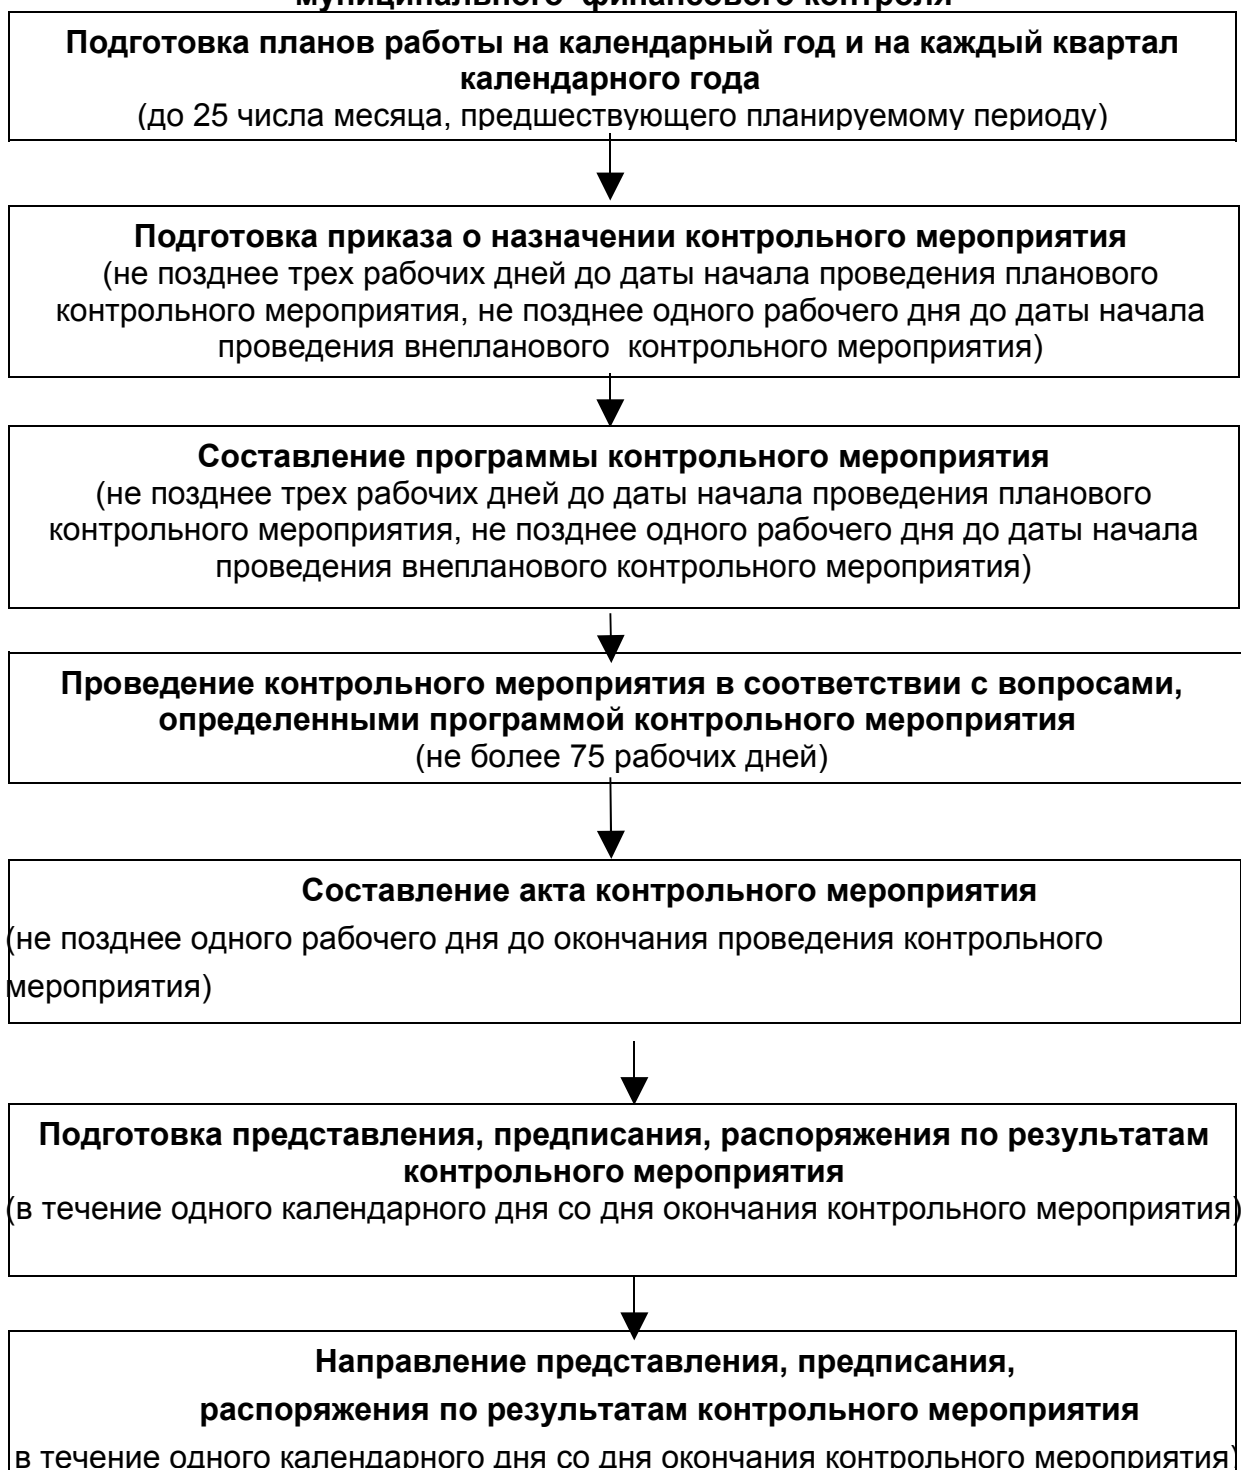 муниципального финансового контроля
Подготовка планов работы на календарный год и на каждый квартал
календарного года
(до 25 числа месяца, предшествующего планируемому периоду)
Подготовка приказа о назначении контрольного мероприятия
(не позднее трех рабочих дней до даты начала проведения планового
контрольного мероприятия, не позднее одного рабочего дня до даты начала
проведения внепланового контрольного мероприятия)
Составление программы контрольного мероприятия
(не позднее трех рабочих дней до даты начала проведения планового
контрольного мероприятия, не позднее одного рабочего дня до даты начала
проведения внепланового контрольного мероприятия)
Проведение контрольного мероприятия в соответствии с вопросами,
определенными программой контрольного мероприятия
(не более 75 рабочих дней)
Составление акта контрольного мероприятия
(не позднее одного рабочего дня до окончания проведения контрольного
мероприятия)
Подготовка представления, предписания, распоряжения по результатам
контрольного мероприятия
(в течение одного календарного дня со дня окончания контрольного мероприятия)
Направление представления, предписания,
распоряжения по результатам контрольного мероприятия
в течение одного календарного дня со дня окончания контрольного мероприятия)